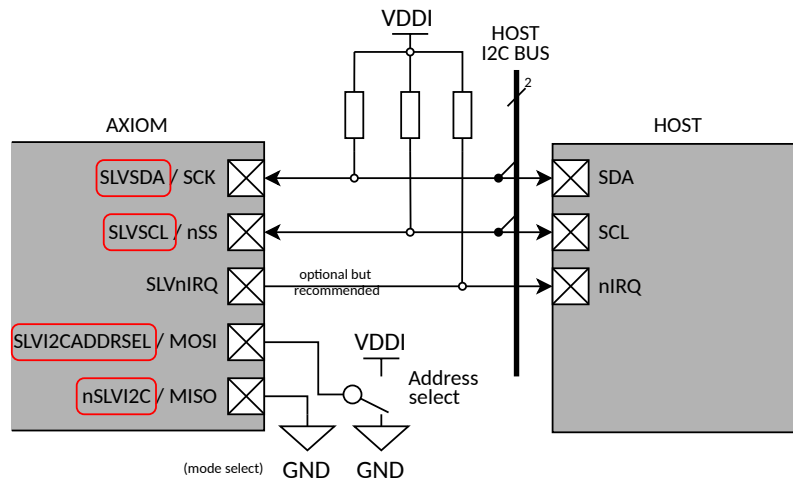 VDDI
HOST
I2C BUS
2
AXIOM
HOST
SLVSDA / SCK
SDA
SLVSCL / nSS
SCL
SLVnIRQ
optional but
recommended
nIRQ
SLVI2CADDRSEL / MOSI
VDDI
Address
select
nSLVI2C / MISO
(mode select)
GND
GND